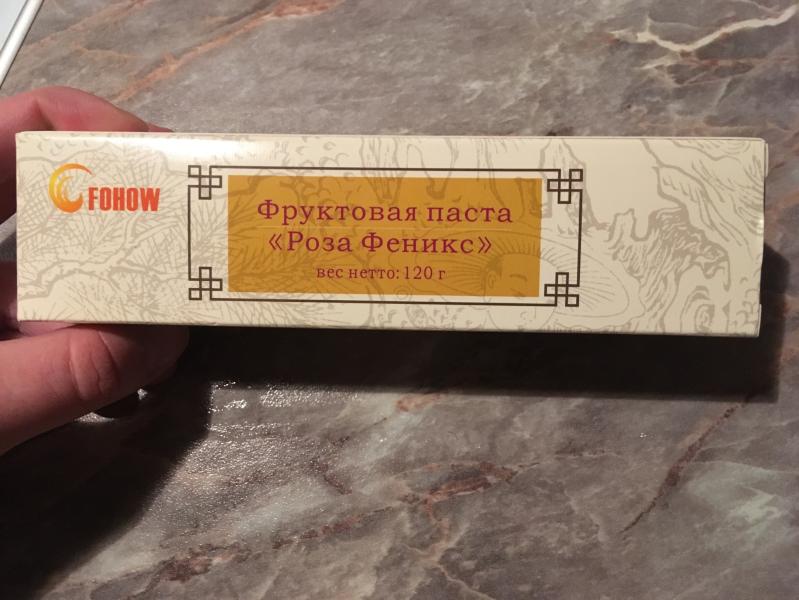 FOHOW
Фруктовая паста
«Роза Феникс»
вес нетто: 120 г